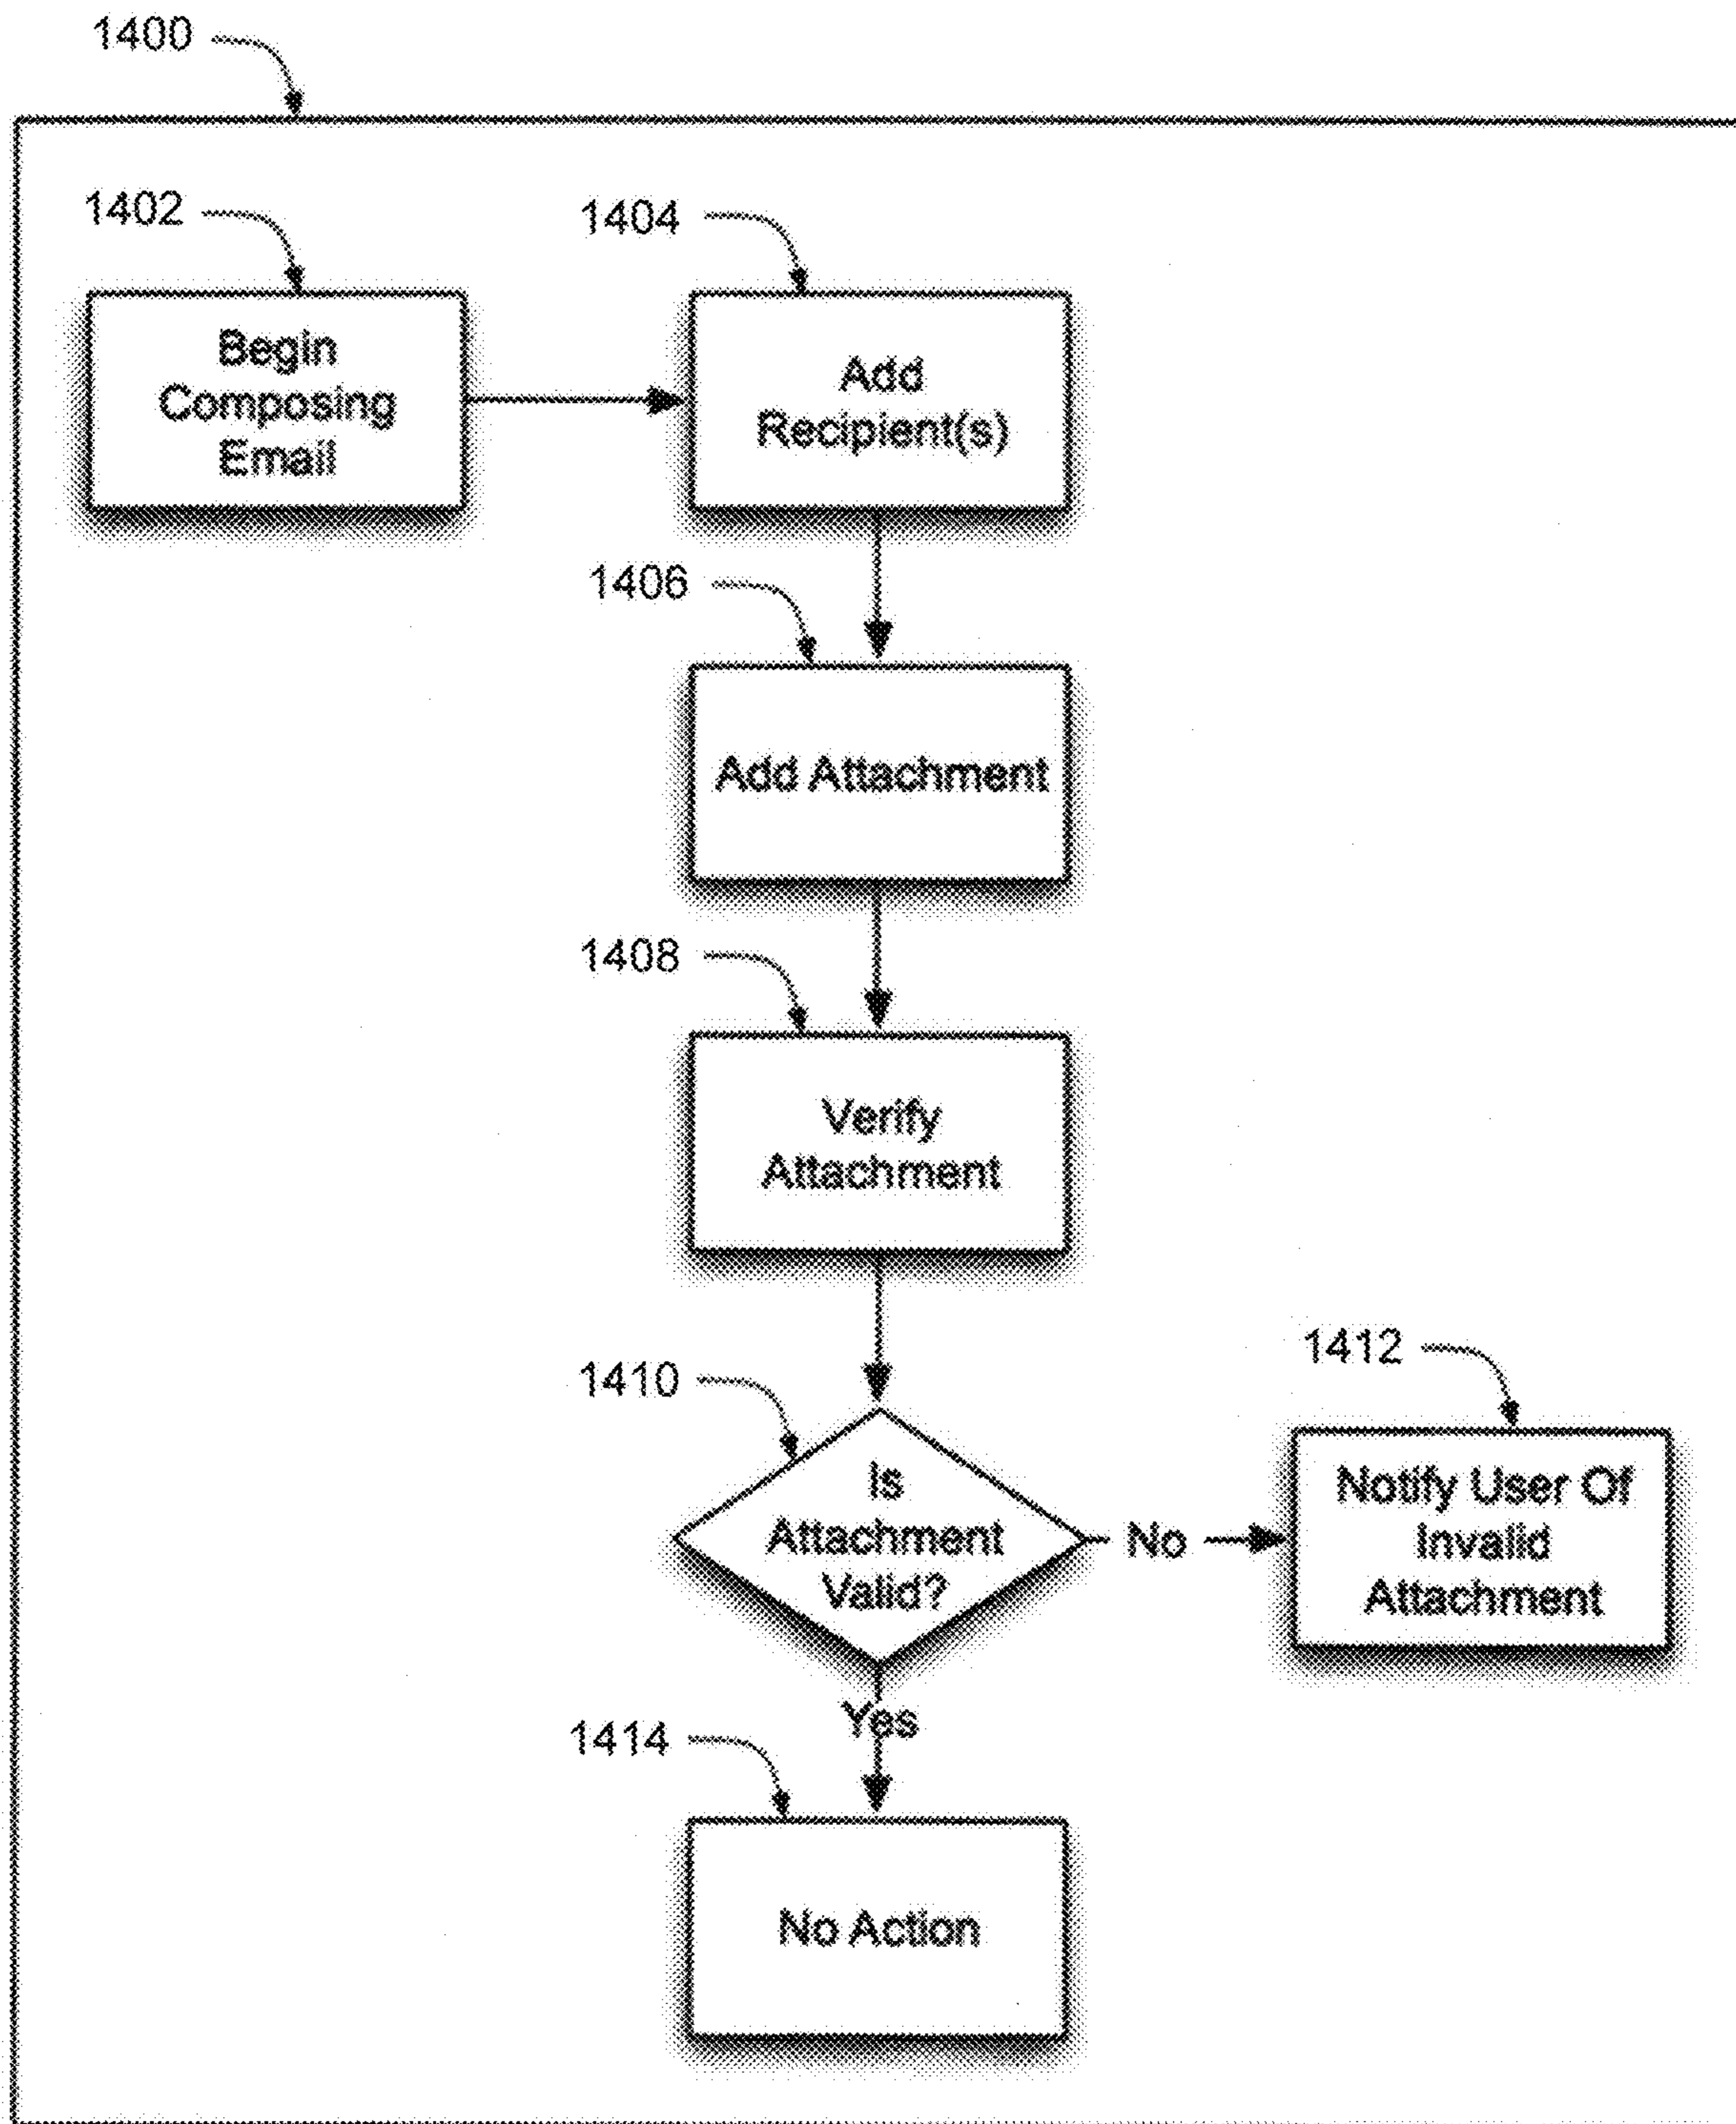 1400
1402
1404
Begin
Composing
Email
Add
Recipient(s)
1406
Add Attachment
1408
Verify
Attachment
1410
1412
Is
Attachment
Valid?
No
Notify User Of
Invalid
Attachment
Yes
1414
No Action